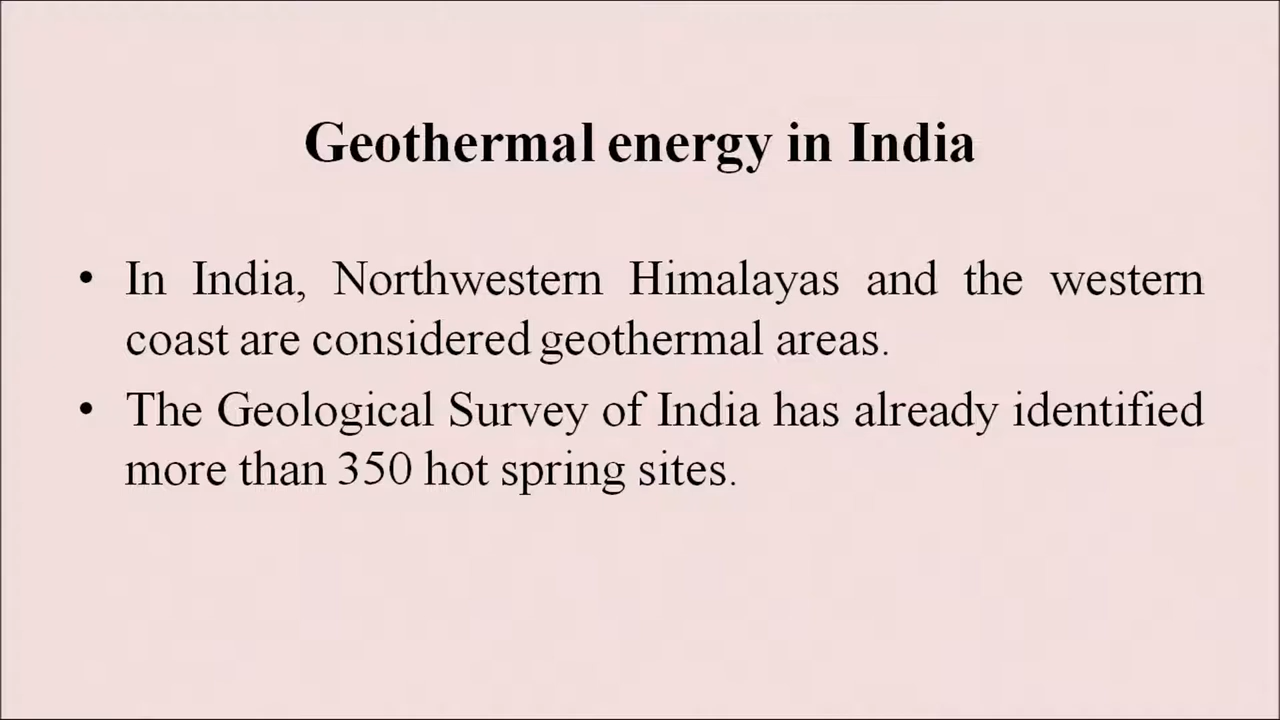 Geothermal energy in India
• In India, Northwestern Himalayas and the western
coast are considered geothermal areas.
• The Geological Survey of India has already identified
more than 350 hot spring sites.